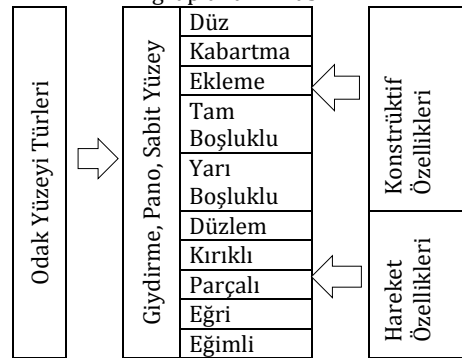 Odak Yüzeyi Türleri
Giydirme, Pano, Sabit Yüzey
Düz
Kabartma
Ekleme
Tam
Boşluklu
Yarı
Boşluklu
Düzlem
Kırıklı
Parçalı
Eğri
Eğimli
Konstrüktif
Özellikleri
Hareket
Özellikleri